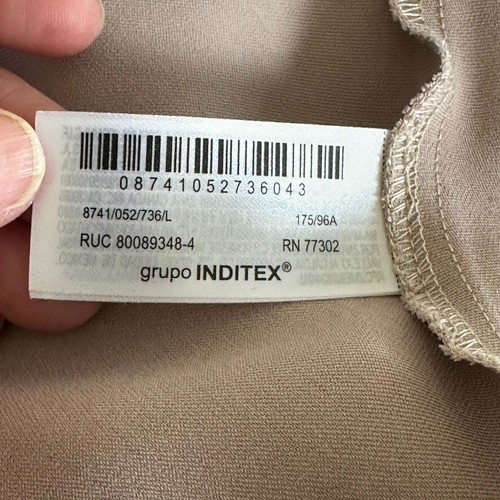 08741052736043
8741/052/736/L 175/96A
RUC 80089348-4 RN 77302
grupo INDITEX®